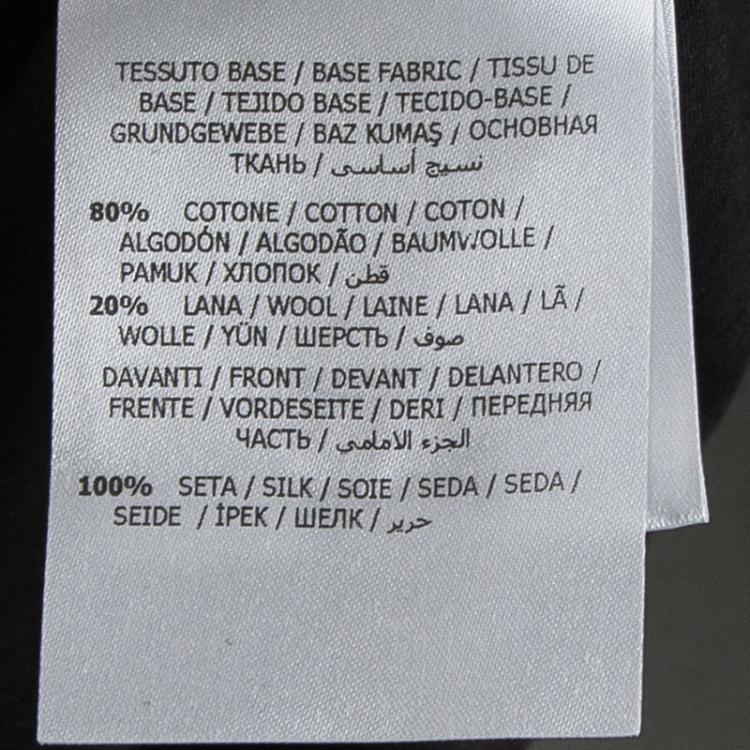 TESSUTO BASE / BASE FABRIC / TISSU DE
BASE / TEJIDO BASE / TECIDO-BASE /
GRUNDGEWEBE / BAZ KUMAŞ / ОСНОВНАЯ
ТКАНЬ / نسيج أساسى
80% COTONE / COTTON / COTON /
ALGODÓN / ALGODÃO / BAUMWOLLE /
PAMUK / ХЛОПОК / قطن
20% LANA / WOOL / LAINE / LANA / LÃ /
WOLLE / YÜN / ШЕРСТЬ / صوف
DAVANTI / FRONT / DEVANT / DELANTERO /
FRENTE / VORDESEITE / DERI / ПЕРЕДНЯЯ
ЧАСТЬ / الجزء الامامي
100% SETA / SILK / SOIE / SEDA / SEDA /
SEIDE / İPEK / ШЕЛК / حرير